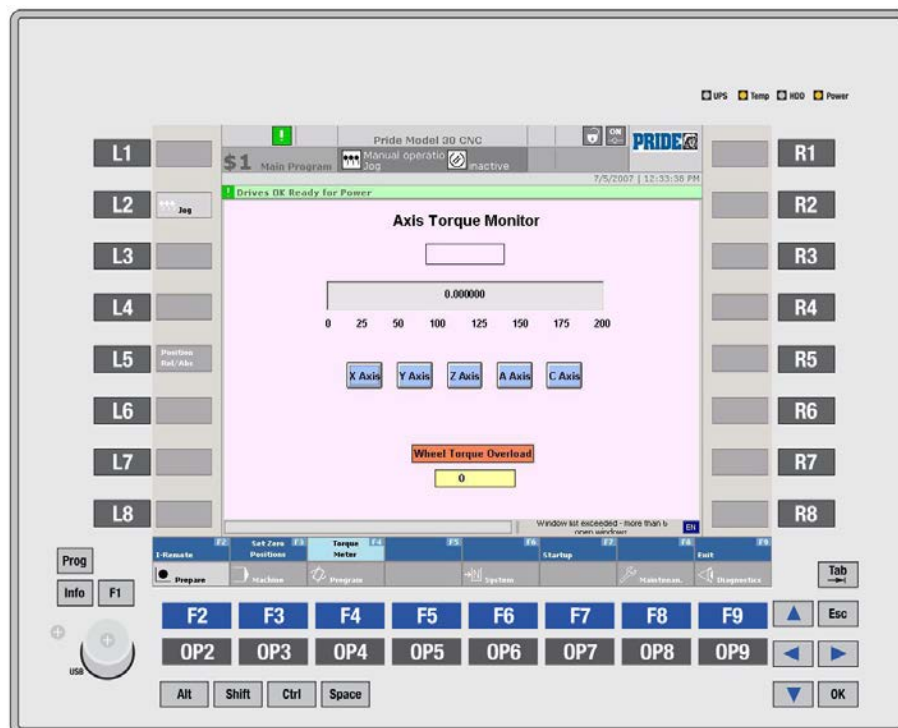 UPS Temp HDD Power
L1
L2
L3
L4
L5
L6
L7
L8
!
Pride Model 30 CNC
ON
PRIDE
$1 Main Program
Manual operatio
Jog
inactive
7/5/2007 | 12:33:36 PM
! Drives OK Ready for Power
Jog
Position
Rel/Abs
Axis Torque Monitor
0.000000
0 25 50 100 125 150 175 200
X Axis Y Axis Z Axis A Axis C Axis
Wheel Torque Overload
0
Window list exceeded - more than 6
open windows
EN
R1
R2
R3
R4
R5
R6
R7
R8
I-Remote F2
Set Zero F3
Positions
Torque F4
Meter
F5
F6
Startup F7
F8
Exit F9
Prepare Machine Program System Maintenan. Diagnostics
Prog
Info F1
USB
F2 F3 F4 F5 F6 F7 F8 F9
OP2 OP3 OP4 OP5 OP6 OP7 OP8 OP9
Alt Shift Ctrl Space
Tab
Esc
OK